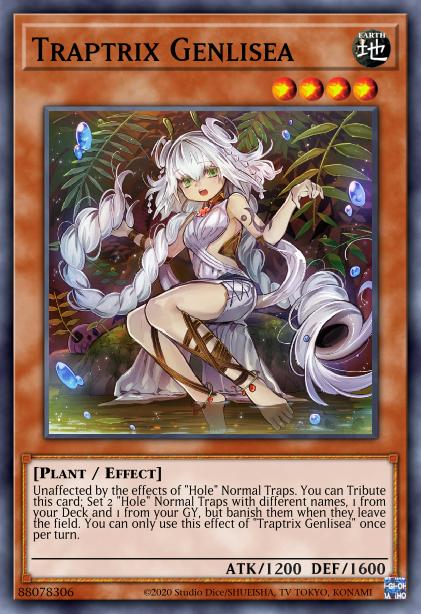 TRAPTRIX GENLISEA
EARTH
地
[PLANT / EFFECT]
Unaffected by the effects of "Hole" Normal Traps. You can Tribute
this card; Set 2 "Hole" Normal Traps with different names, 1 from
your Deck and 1 from your GY, but banish them when they leave
the field. You can only use this effect of "Traptrix Genlisea" once
per turn.
ATK/1200 DEF/1600
88078306
©2020 Studio Dice/SHUEISHA, TV TOKYO, KONAMI